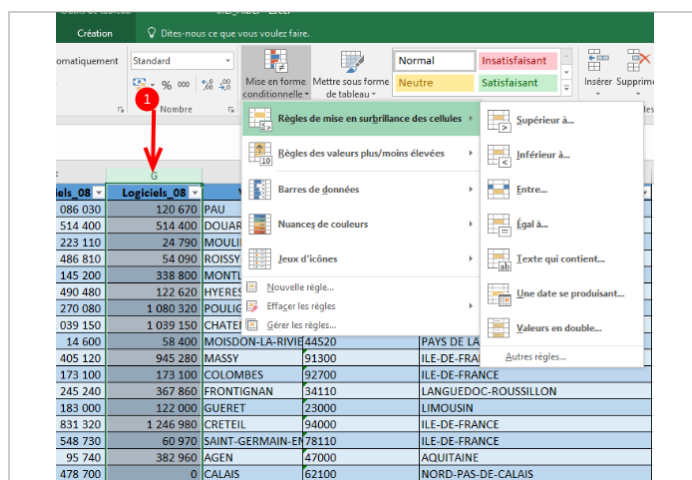 Création Dites-nous ce que vous voulez faire.
omatiquement Standard Normal Insatisfaisant
% 000 Mise en forme conditionnelle Mettre sous forme de tableau Neutre Satisfaisant Insérer Supprime
1 Nombre
Règles de mise en surbrillance des cellules
Règles des valeurs plus/moins élevées
10
Barres de données
Nuances de couleurs
Jeux d'icônes
Nouvelle règle...
Effacer les règles
Gérer les règles...
Supérieur à...
Inférieur à...
Entre...
Égal à...
Texte qui contient...
ab
Une date se produisant...
Valeurs en double...
Autres règles...
G
iels_08 Logiciels_08
086 030 120 670 PAU
514 400 514 400 DOUAR
223 110 24 790 MOULI
486 810 54 090 ROISSY
145 200 338 800 MONTL
490 480 122 620 HYERES
270 080 1 080 320 POULIG
039 150 1 039 150 CHATE
14 600 58 400 MOISDON-LA-RIVIE 44520 PAYS DE LA
405 120 945 280 MASSY 91300 ILE-DE-FRA
173 100 173 100 COLOMBES 92700 ILE-DE-FRANCE
245 240 367 860 FRONTIGNAN 34110 LANGUEDOC-ROUSSILLON
183 000 122 000 GUERET 23000 LIMOUSIN
831 320 1 246 980 CRETEIL 94000 ILE-DE-FRANCE
548 730 60 970 SAINT-GERMAIN-EN 78110 ILE-DE-FRANCE
95 740 382 960 AGEN 47000 AQUITAINE
478 700 0 CALAIS 62100 NORD-PAS-DE-CALAIS